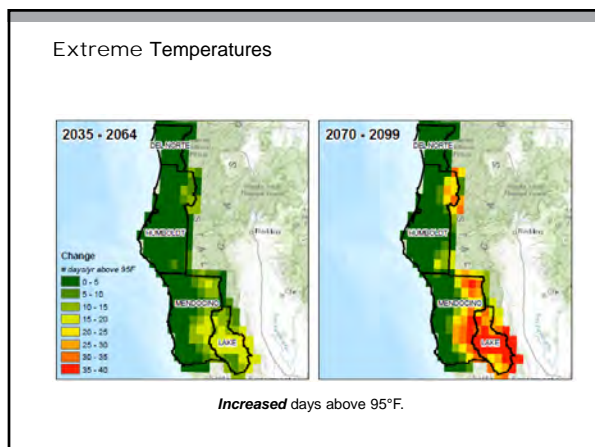 Extreme Temperatures
2035 - 2064
DEL NORTE
HUMBOLDT
Change
# days/yr above 95F
0 - 5
5 - 10
10 - 15
15 - 20
20 - 25
25 - 30
30 - 35
35 - 40
MENDOCINO
LAKE
Redding
2070 - 2099
DEL NORTE
HUMBOLDT
Redding
MENDOCINO
LAKE
Increased days above 95°F.